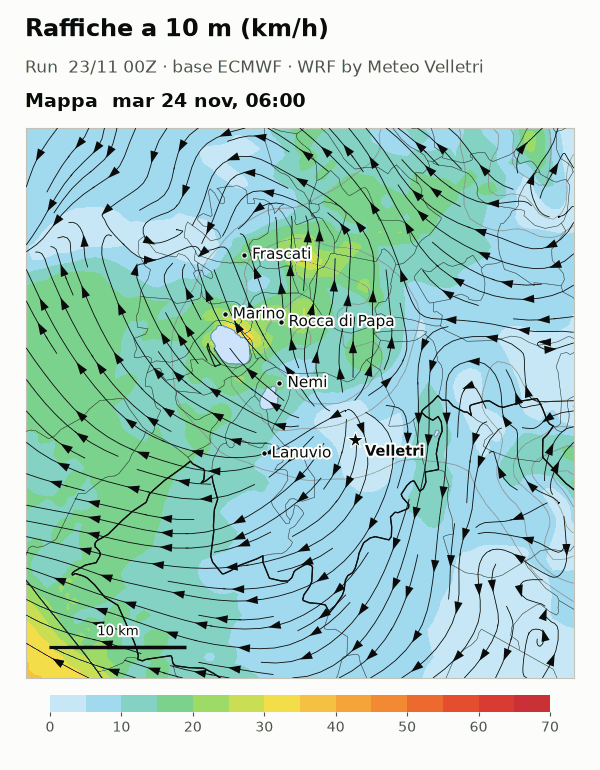 Raffiche a 10 m (km/h)
Run 23/11 00Z · base ECMWF · WRF by Meteo Velletri
Mappa mar 24 nov, 06:00
Frascati
Marino
Rocca di Papa
Nemi
Velletri
Lanuvio
10 km
0 10 20 30 40 50 60 70